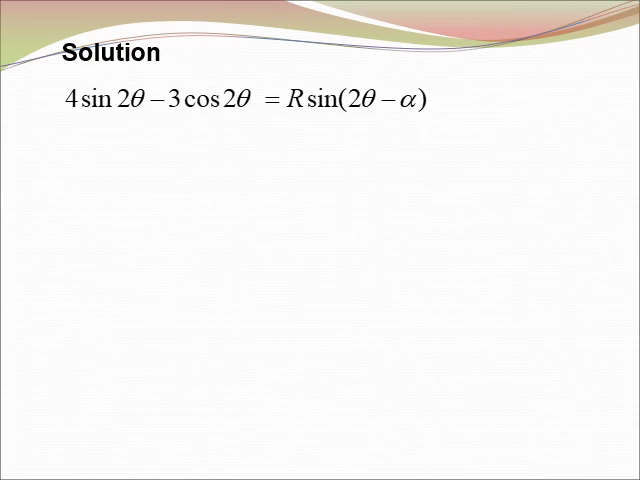 Solution
4 sin 2θ − 3 cos 2θ = R sin(2θ − α)